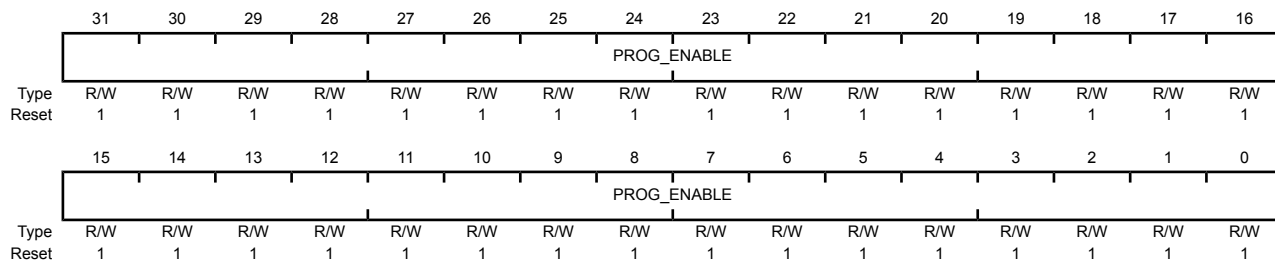 31 30 29 28 27 26 25 24 23 22 21 20 19 18 17 16
PROG_ENABLE
Type R/W R/W R/W R/W R/W R/W R/W R/W R/W R/W R/W R/W R/W R/W R/W R/W
Reset 1 1 1 1 1 1 1 1 1 1 1 1 1 1 1 1
15 14 13 12 11 10 9 8 7 6 5 4 3 2 1 0
PROG_ENABLE
Type R/W R/W R/W R/W R/W R/W R/W R/W R/W R/W R/W R/W R/W R/W R/W R/W
Reset 1 1 1 1 1 1 1 1 1 1 1 1 1 1 1 1